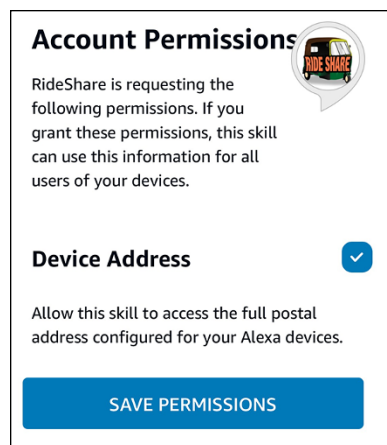 Account Permissions
RIDE SHARE
RideShare is requesting the
following permissions. If you
grant these permissions, this skill
can use this information for all
users of your devices.
Device Address
Allow this skill to access the full postal
address configured for your Alexa devices.
SAVE PERMISSIONS